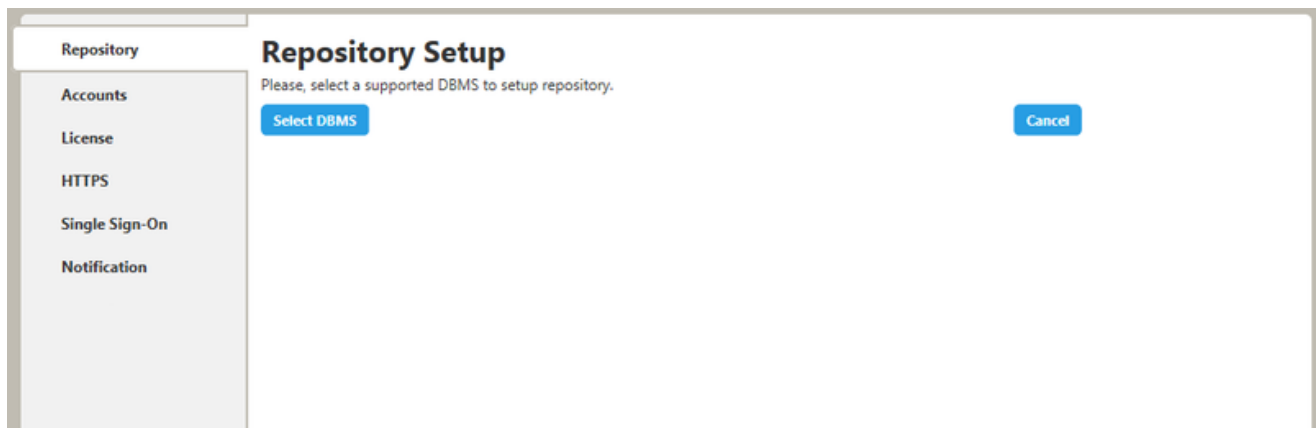 Repository
Accounts
License
HTTPS
Single Sign-On
Notification
Repository Setup
Please, select a supported DBMS to setup repository.
Select DBMS
Cancel